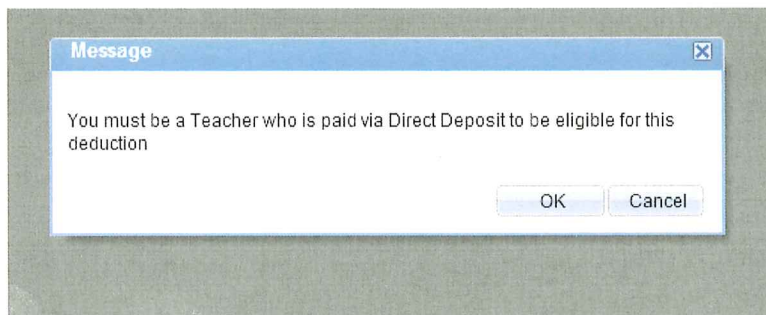 Message
You must be a Teacher who is paid via Direct Deposit to be eligible for this
deduction
OK Cancel